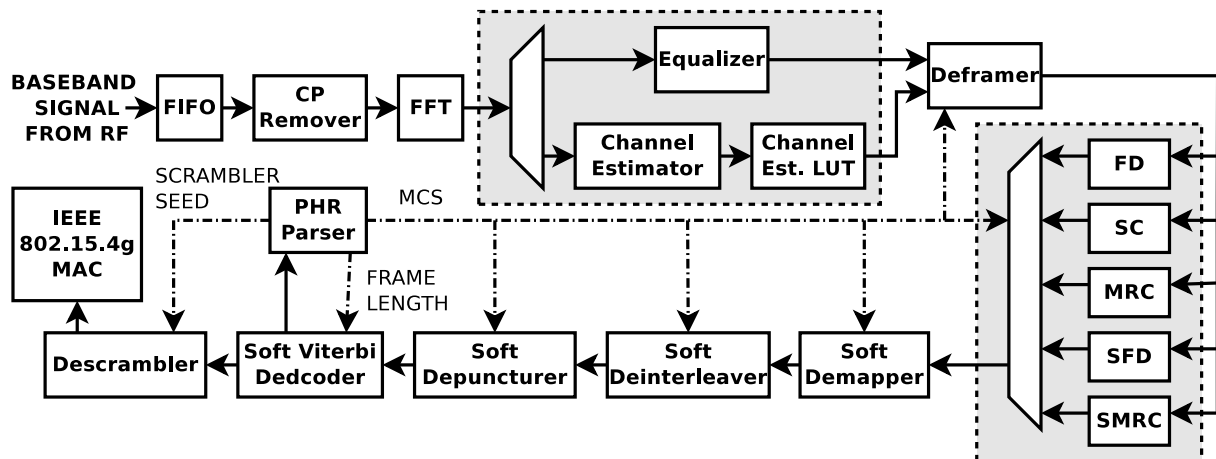 BASEBAND
SIGNAL
FROM RF
FIFO
CP
Remover
FFT
Equalizer
Channel
Estimator
Channel
Est. LUT
Deframer
FD
SC
MRC
SFD
SMRC
SCRAMBLER
SEED
PHR
Parser
MCS
FRAME
LENGTH
IEEE
802.15.4g
MAC
Descrambler
Soft Viterbi
Dedcoder
Soft
Depuncturer
Soft
Deinterleaver
Soft
Demapper